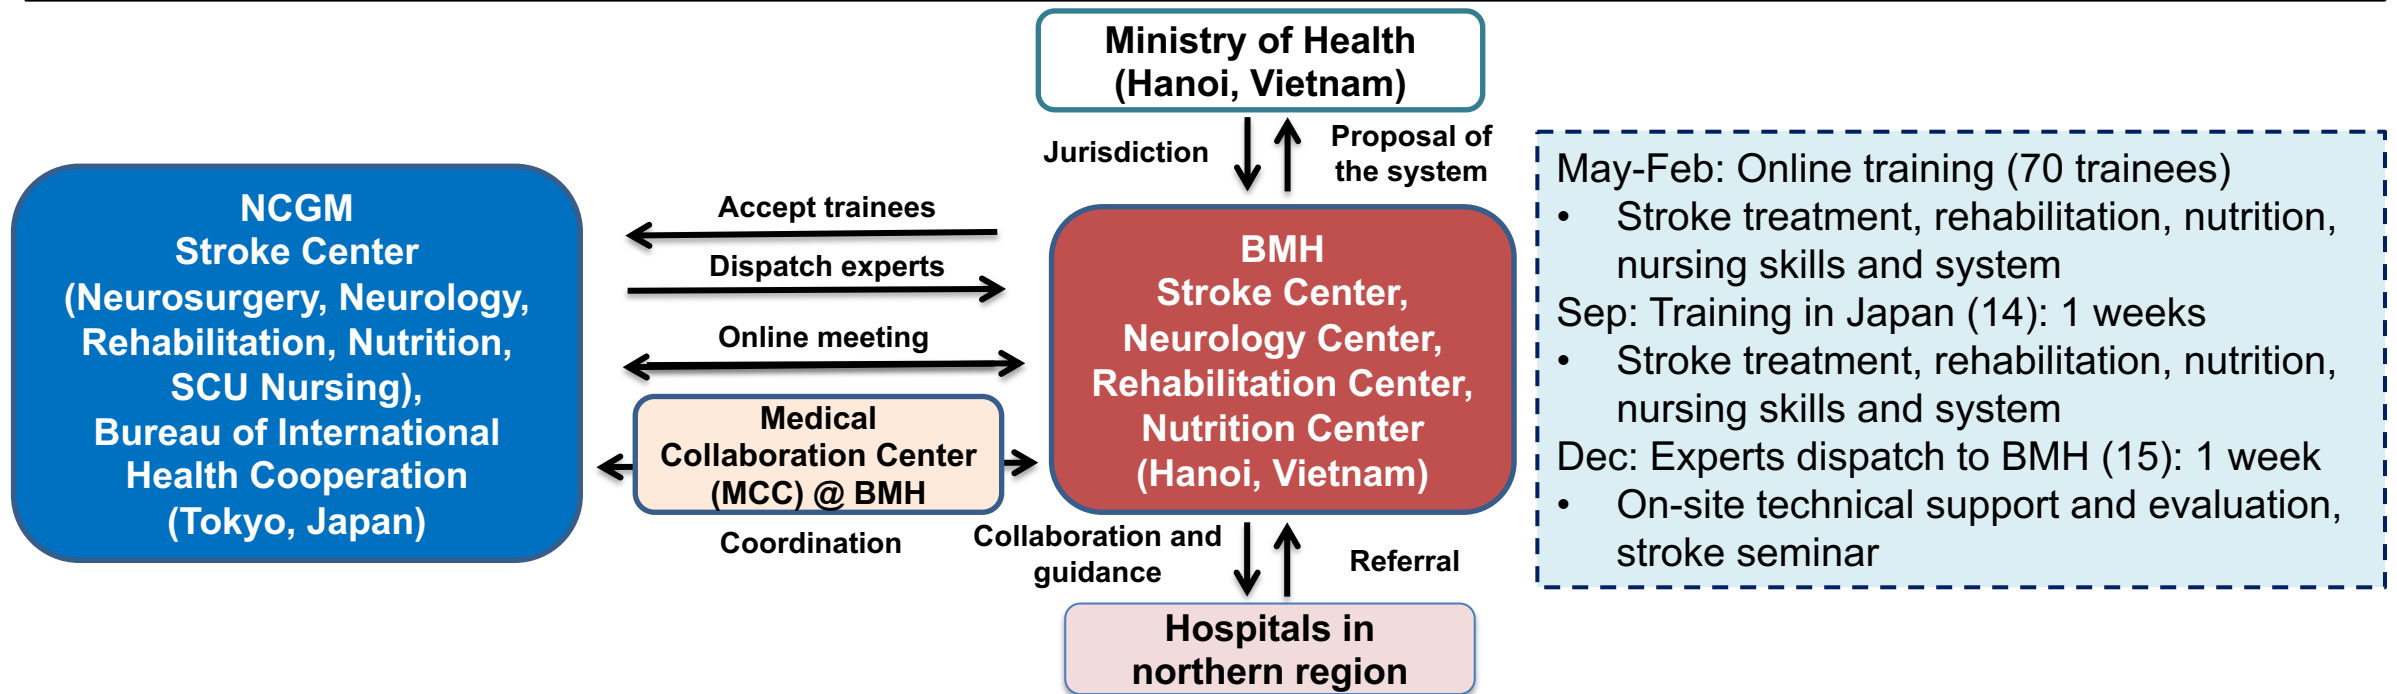 Ministry of Health
(Hanoi, Vietnam)
Jurisdiction
Proposal of
the system
NCGM
Stroke Center
(Neurosurgery, Neurology,
Rehabilitation, Nutrition,
SCU Nursing),
Bureau of International
Health Cooperation
(Tokyo, Japan)
Accept trainees
Dispatch experts
Online meeting
Medical
Collaboration Center
(MCC) @ BMH
Coordination
BMH
Stroke Center,
Neurology Center,
Rehabilitation Center,
Nutrition Center
(Hanoi, Vietnam)
Collaboration and
guidance
Referral
Hospitals in
northern region
May-Feb: Online training (70 trainees)
• Stroke treatment, rehabilitation, nutrition,
nursing skills and system
Sep: Training in Japan (14): 1 weeks
• Stroke treatment, rehabilitation, nutrition,
nursing skills and system
Dec: Experts dispatch to BMH (15): 1 week
• On-site technical support and evaluation,
stroke seminar